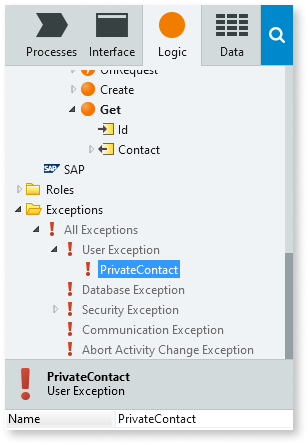 Processes Interface Logic Data
OnRequest
Create
Get
Id
Contact
SAP SAP
Roles
Exceptions
All Exceptions
User Exception
PrivateContact
Database Exception
Security Exception
Communication Exception
Abort Activity Change Exception
PrivateContact
User Exception
Name PrivateContact